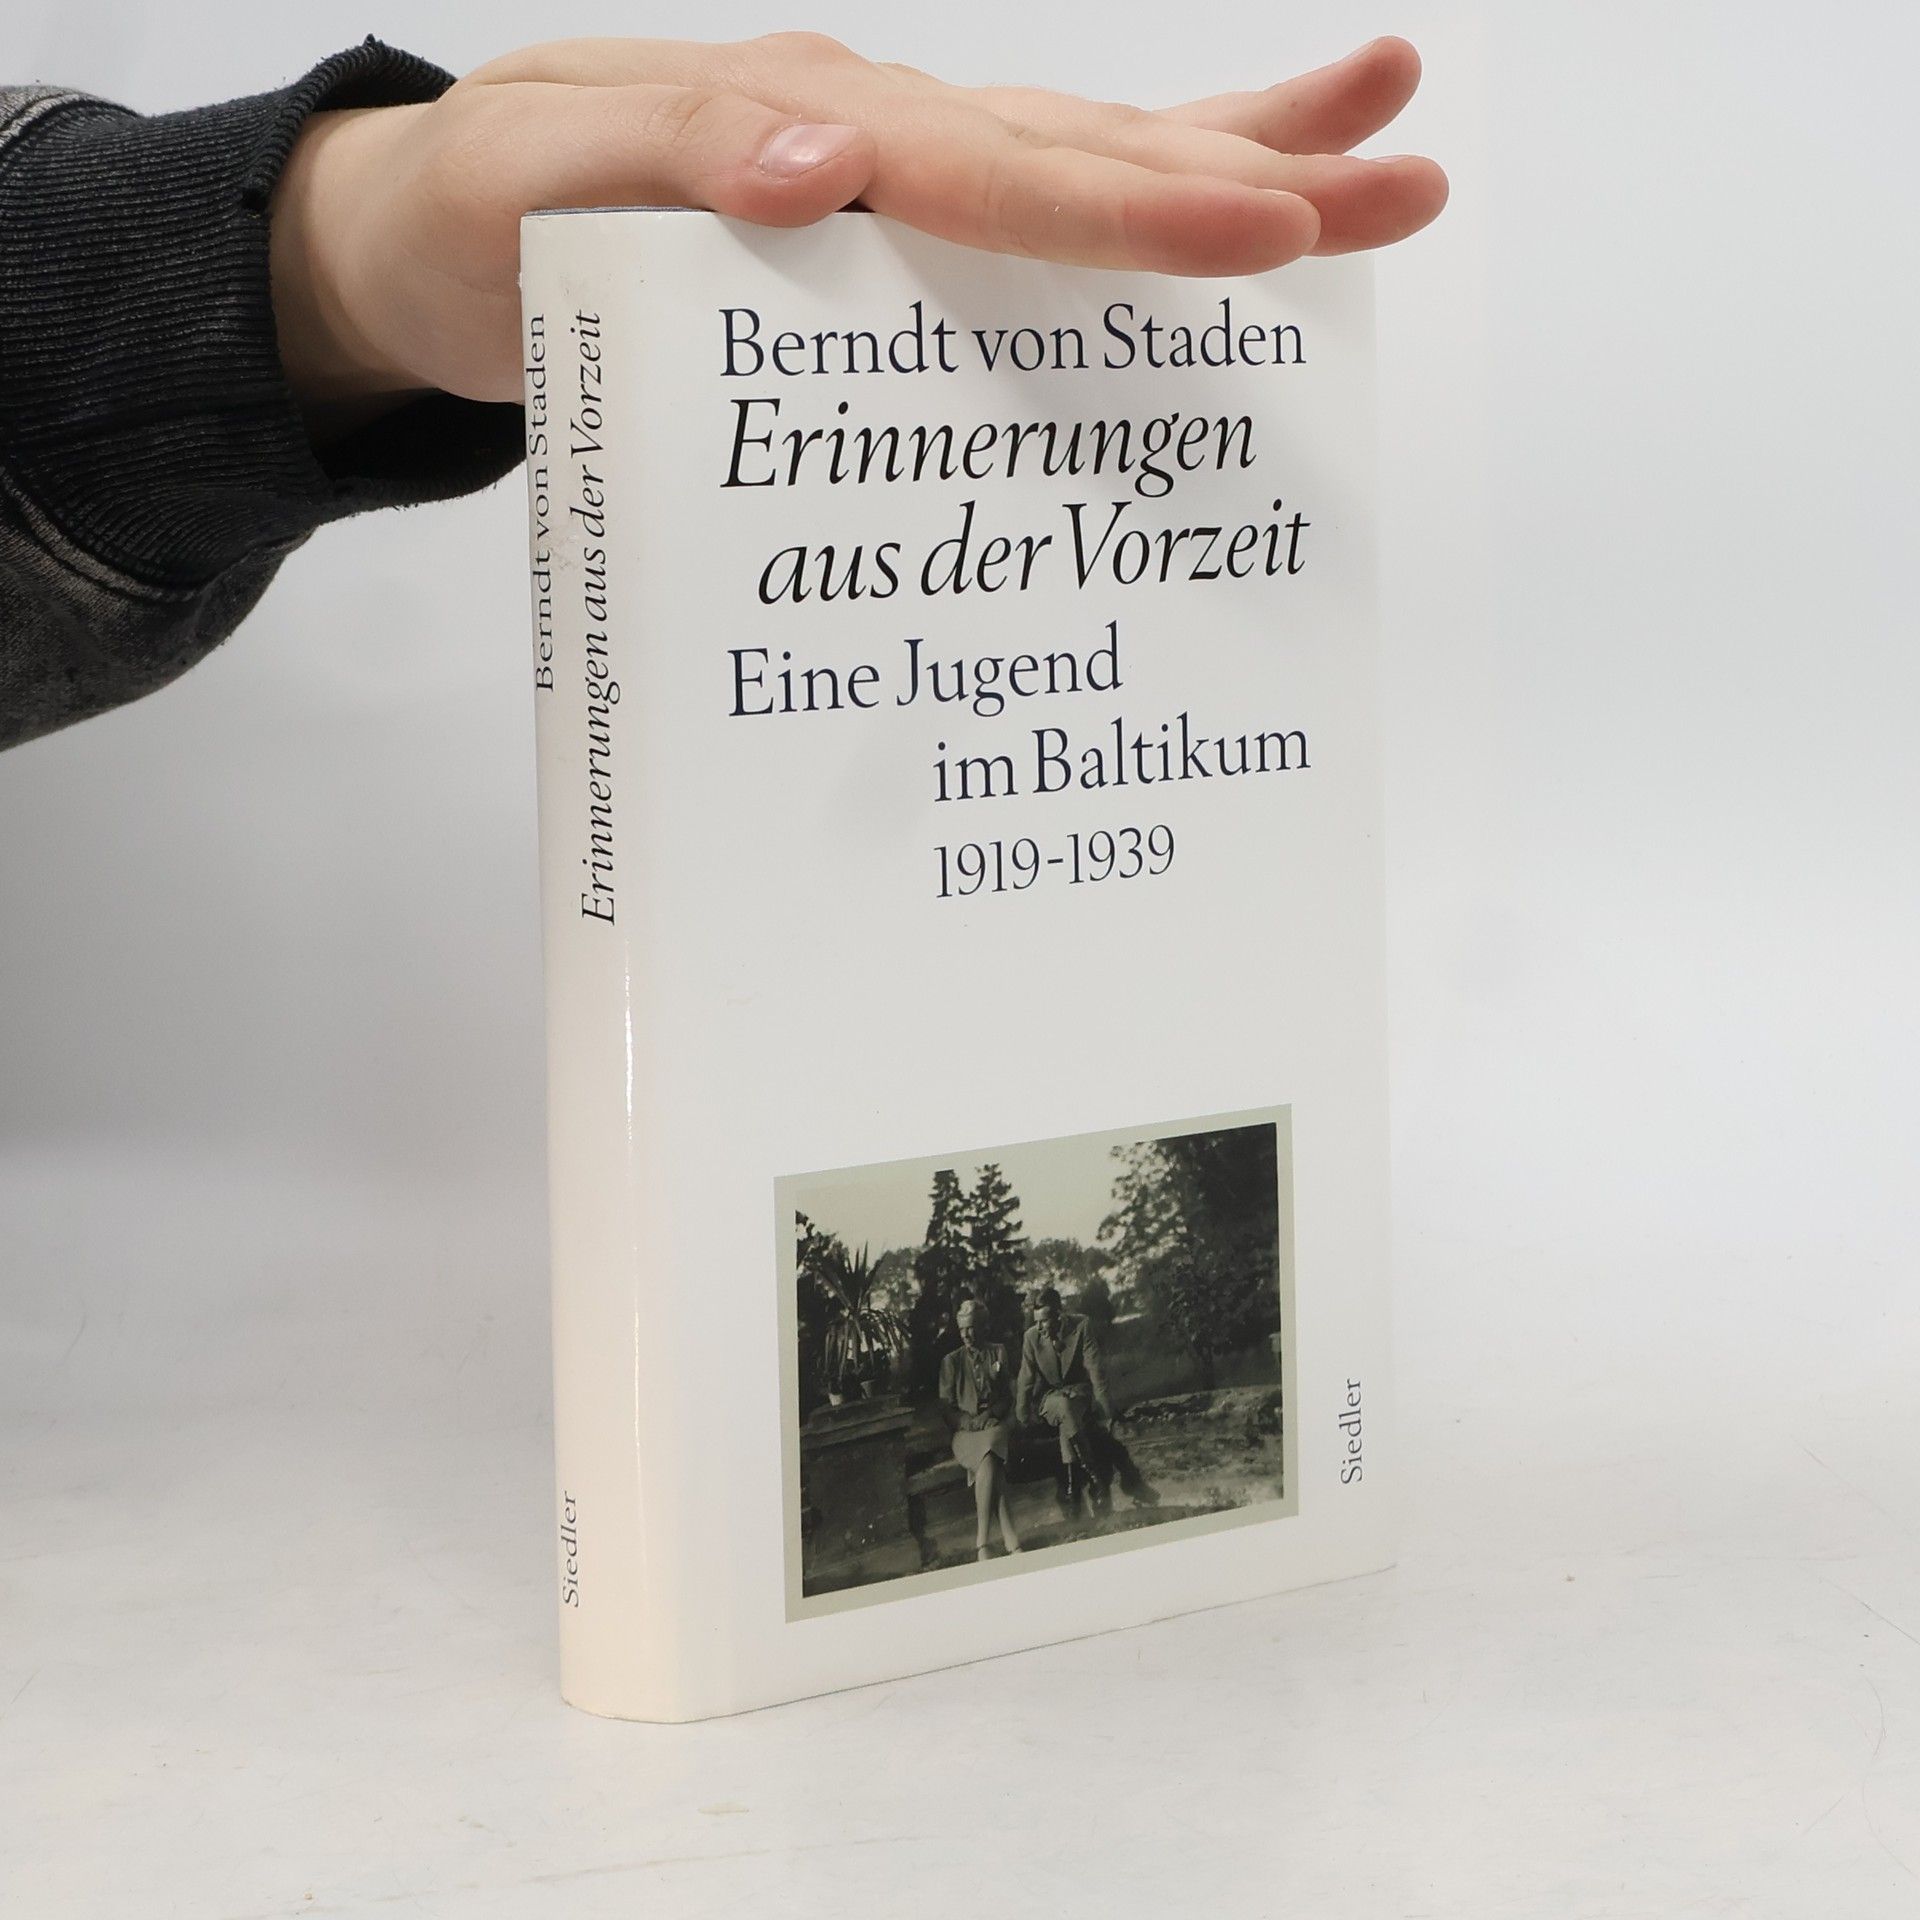 Berndt von Staden
Erinnerungen aus der Vorzeit
Siedler
Berndt von Staden
Erinnerungen
aus der Vorzeit
Eine Jugend
im Baltikum
1919-1939
Siedler